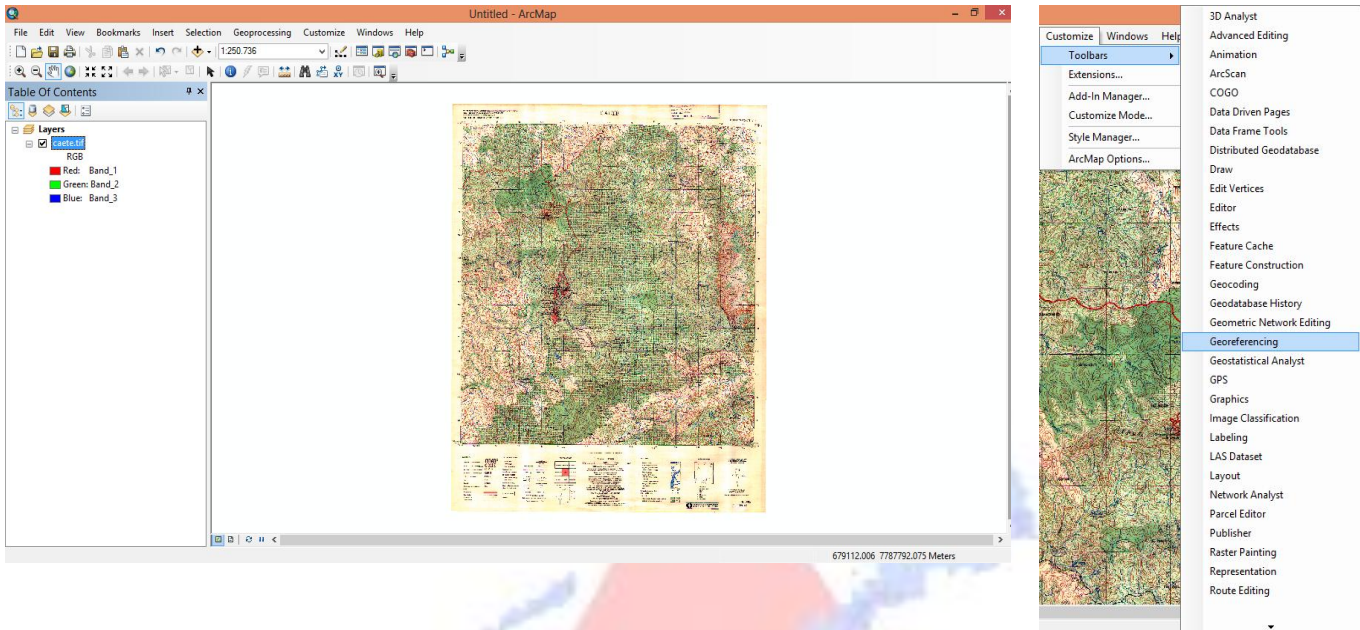 Untitled - ArcMap
File Edit View Bookmarks Insert Selection Geoprocessing Customize Windows Help
1:250.736
Table Of Contents
Layers
caete.tif
RGB
Red: Band_1
Green: Band_2
Blue: Band_3
679112.006 7787792.075 Meters
Customize Windows Help
Toolbars
Extensions...
Add-In Manager...
Customize Mode...
Style Manager...
ArcMap Options...
3D Analyst
Advanced Editing
Animation
ArcScan
COGO
Data Driven Pages
Data Frame Tools
Distributed Geodatabase
Draw
Edit Vertices
Editor
Effects
Feature Cache
Feature Construction
Geocoding
Geodatabase History
Geometric Network Editing
Georeferencing
Geostatistical Analyst
GPS
Graphics
Image Classification
Labeling
LAS Dataset
Layout
Network Analyst
Parcel Editor
Publisher
Raster Painting
Representation
Route Editing